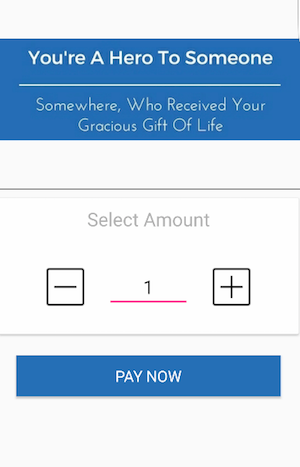 You're A Hero To Someone
Somewhere, Who Received Your
Gracious Gift Of Life
Select Amount
1
PAY NOW